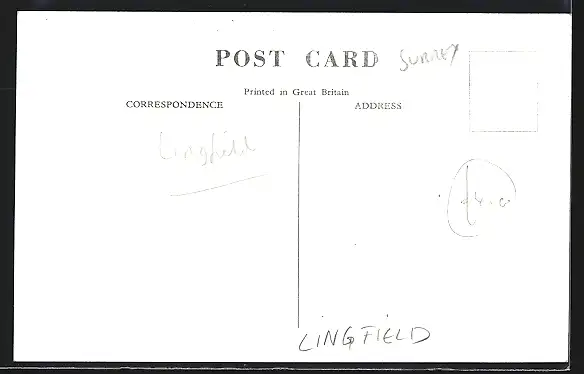 POST CARD SURREY
Printed in Great Britain
CORRESPONDENCE ADDRESS
Lingfield
LINGFIELD